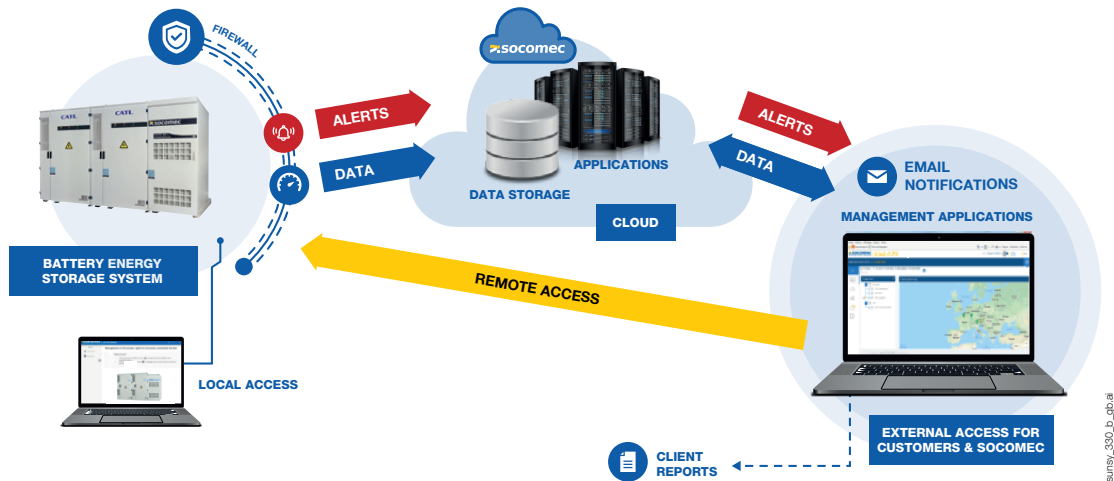 FIREWALL
socomec
CATL
CATL
socomec
ALERTS
DATA
APPLICATIONS
DATA STORAGE
CLOUD
ALERTS
DATA
EMAIL
NOTIFICATIONS
MANAGEMENT APPLICATIONS
BATTERY ENERGY
STORAGE SYSTEM
REMOTE ACCESS
LOCAL ACCESS
EXTERNAL ACCESS FOR
CUSTOMERS & SOCOMEC
CLIENT
REPORTS
sunsy_330_b_gb.ai